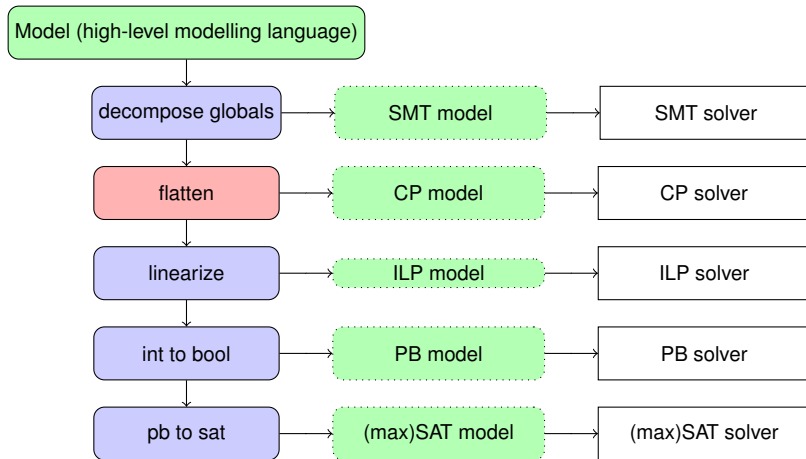 Model (high-level modelling language)
decompose globals
SMT model
SMT solver
flatten
CP model
CP solver
linearize
ILP model
ILP solver
int to bool
PB model
PB solver
pb to sat
(max)SAT model
(max)SAT solver